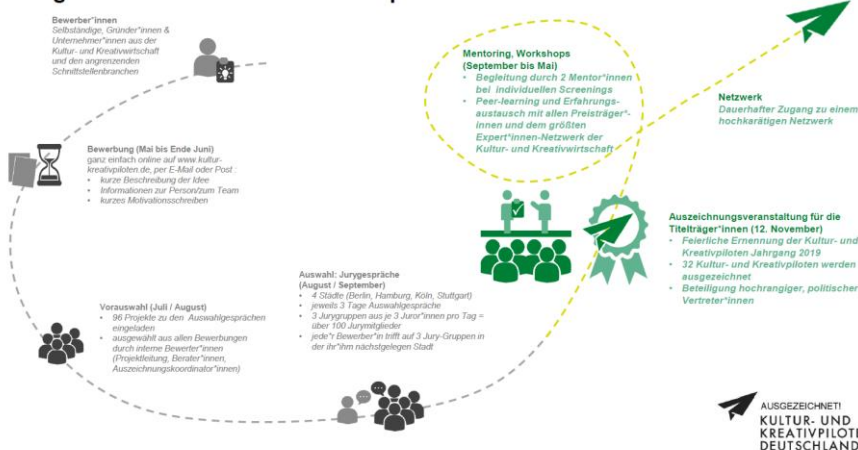 Bewerber*innen
Selbständige, Gründer*innen &
Unternehmer*innen aus der
Kultur- und Kreativwirtschaft
und den angrenzenden
Schnittstellenbranchen
Bewerbung (Mai bis Ende Juni)
ganz einfach online auf www.kultur-
kreativpiloten.de, per E-Mail oder Post :
• kurze Beschreibung der Idee
• Informationen zur Person/zum Team
• kurzes Motivationsschreiben
Vorauswahl (Juli / August)
• 96 Projekte zu den Auswahlgesprächen
eingeladen
• ausgewählt aus allen Bewerbungen
durch interne Bewerter*innen
(Projektleitung, Berater*innen,
Auszeichnungskoordinator*innen)
Auswahl: Jurygespräche
(August / September)
• 4 Städte (Berlin, Hamburg, Köln, Stuttgart)
• jeweils 3 Tage Auswahlgespräche
• 3 Jurygruppen aus je 3 Juror*innen pro Tag =
über 100 Jurymitglieder
• jede*r Bewerber*in trifft auf 3 Jury-Gruppen in
der ihr*ihm nächstgelegen Stadt
Mentoring, Workshops
(September bis Mai)
• Begleitung durch 2 Mentor*innen
bei individuellen Screenings
• Peer-learning und Erfahrungs-
austausch mit allen Preisträger*-
innen und dem größten
Expert*innen-Netzwerk der
Kultur- und Kreativwirtschaft
Netzwerk
Dauerhafter Zugang zu einem
hochkarätigen Netzwerk
Auszeichnungsveranstaltung für die
Titelträger*innen (12. November)
• Feierliche Ernennung der Kultur- und
Kreativpiloten Jahrgang 2019
• 32 Kultur- und Kreativpiloten werden
ausgezeichnet
• Beteiligung hochrangiger, politischer
Vertreter*innen
AUSGEZEICHNET!
KULTUR- UND
KREATIVPILOTE
DEUTSCHLAND